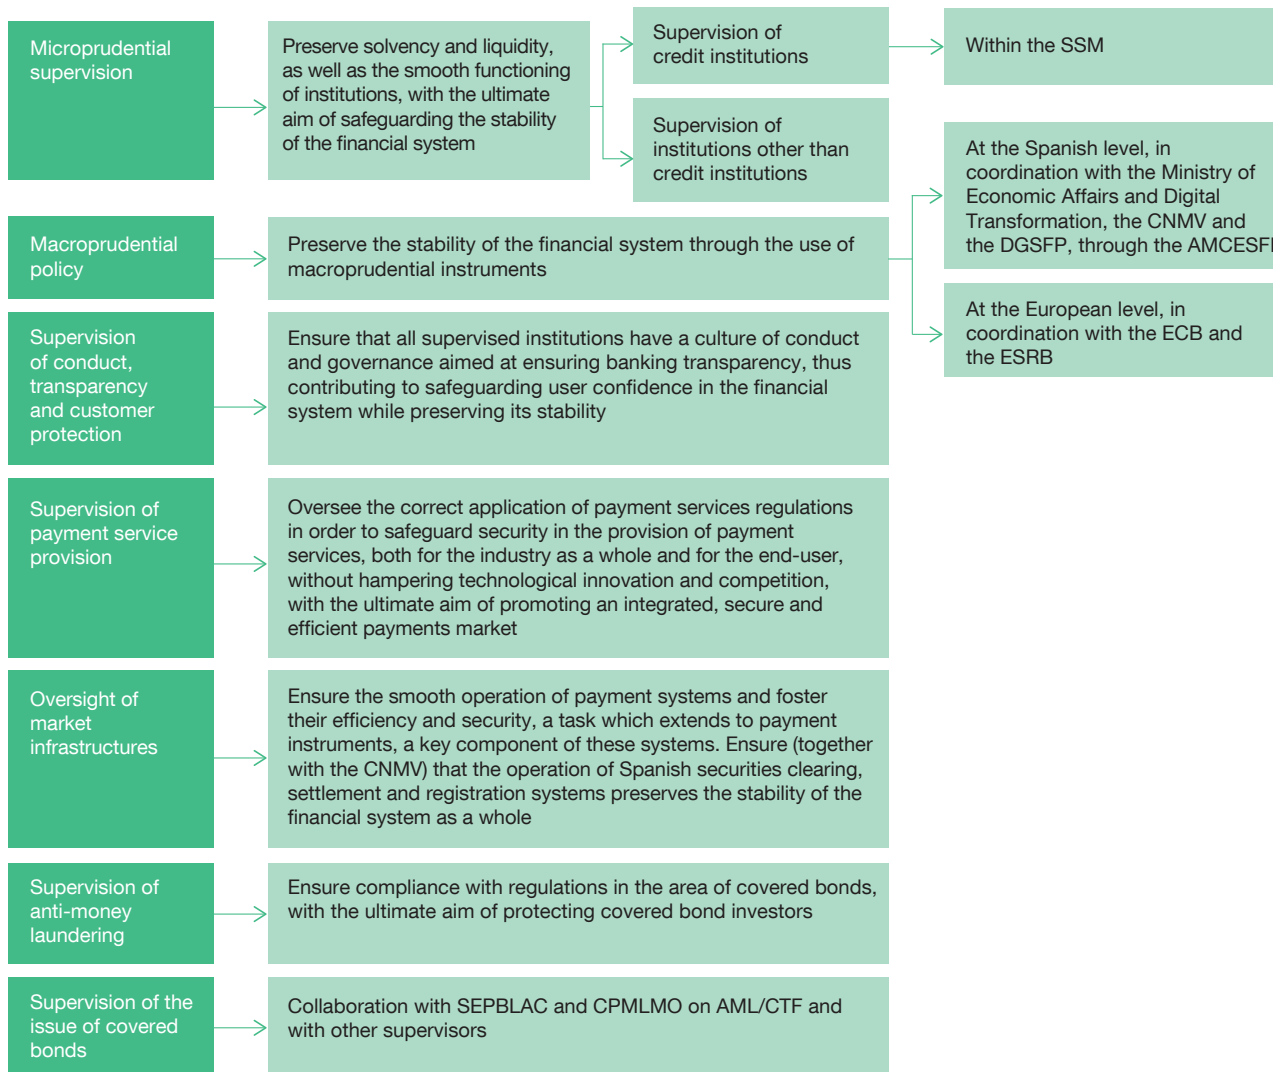 Microprudential
supervision
Preserve solvency and liquidity,
as well as the smooth functioning
of institutions, with the ultimate
aim of safeguarding the stability
of the financial system
Supervision of
credit institutions
Within the SSM
Supervision of
institutions other than
credit institutions
Macroprudential
policy
Preserve the stability of the financial system through the use of
macroprudential instruments
At the Spanish level, in
coordination with the Ministry of
Economic Affairs and Digital
Transformation, the CNMV and
the DGSFP, through the AMCESFI
At the European level, in
coordination with the ECB and
the ESRB
Supervision
of conduct,
transparency
and customer
protection
Ensure that all supervised institutions have a culture of conduct
and governance aimed at ensuring banking transparency, thus
contributing to safeguarding user confidence in the financial
system while preserving its stability
Supervision of
payment service
provision
Oversee the correct application of payment services regulations
in order to safeguard security in the provision of payment
services, both for the industry as a whole and for the end-user,
without hampering technological innovation and competition,
with the ultimate aim of promoting an integrated, secure and
efficient payments market
Oversight of
market
infrastructures
Ensure the smooth operation of payment systems and foster
their efficiency and security, a task which extends to payment
instruments, a key component of these systems. Ensure (together
with the CNMV) that the operation of Spanish securities clearing,
settlement and registration systems preserves the stability of the
financial system as a whole
Supervision of
anti-money
laundering
Ensure compliance with regulations in the area of covered bonds,
with the ultimate aim of protecting covered bond investors
Supervision of the
issue of covered
bonds
Collaboration with SEPBLAC and CPMLMO on AML/CTF and
with other supervisors